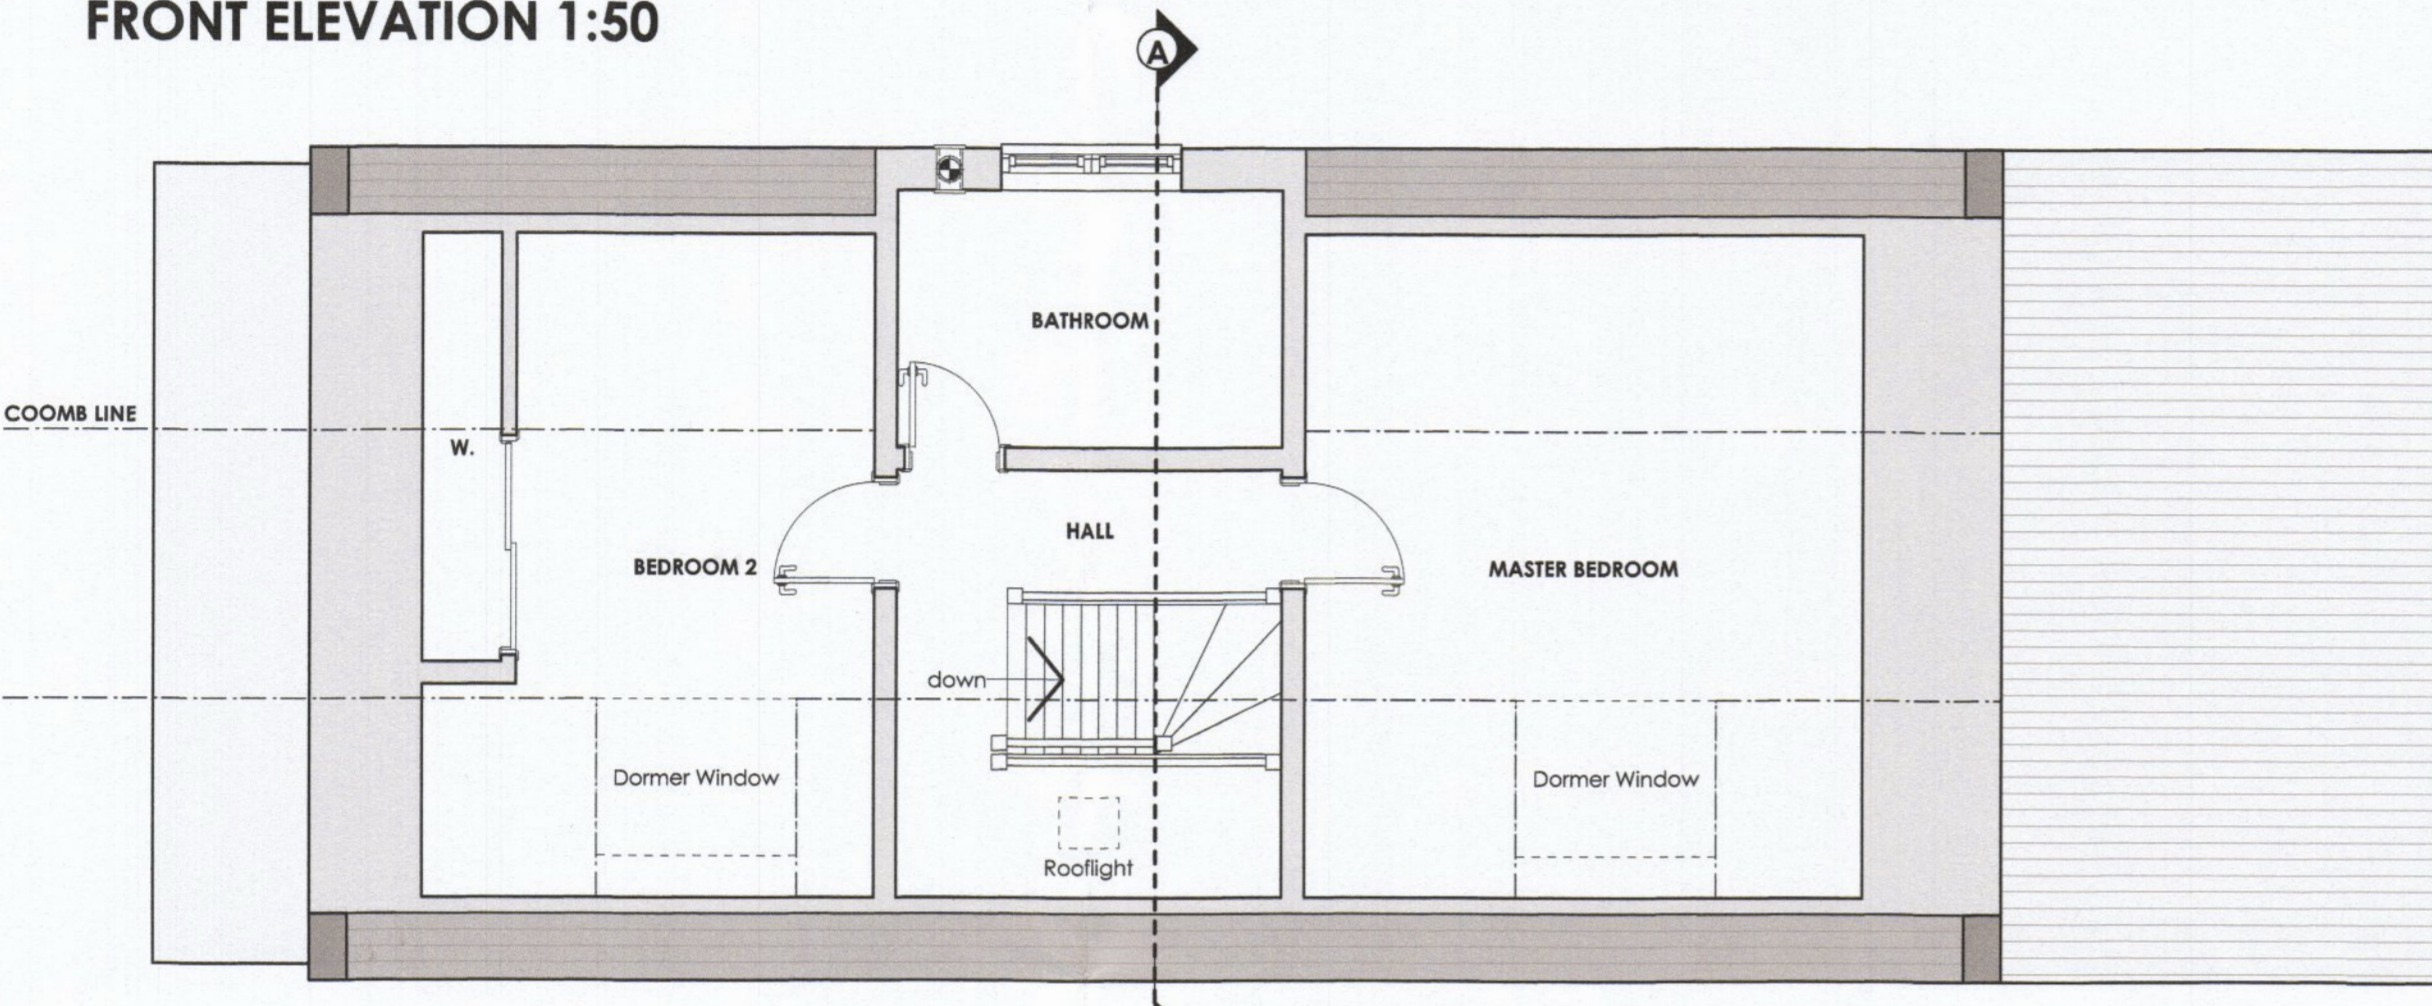 FRONT ELEVATION 1:50
A
BATHROOM
COOMB LINE
W.
HALL
BEDROOM 2
MASTER BEDROOM
down
Dormer Window
Dormer Window
Rooflight